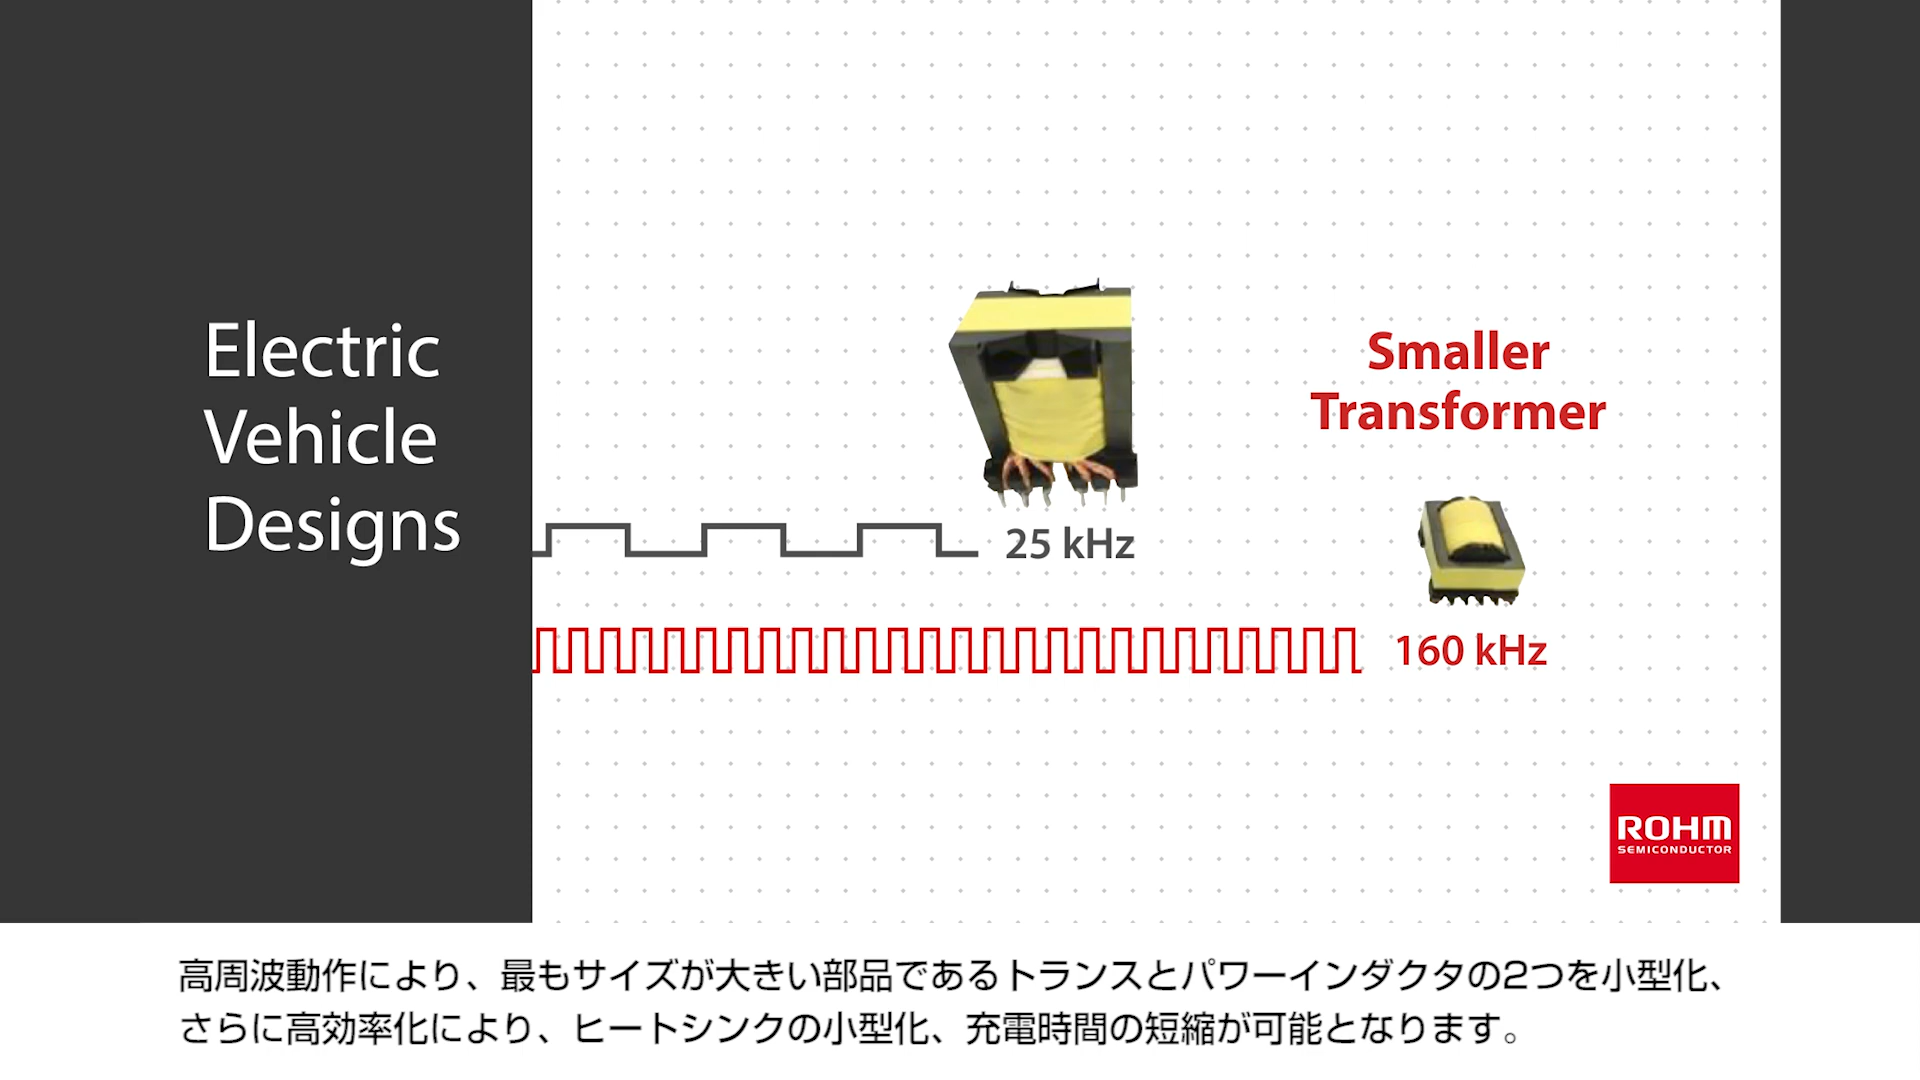 Electric
Vehicle
Designs
Smaller
Transformer
25 kHz
160 kHz
ROHM
SEMICONDUCTOR
高周波動作により、最もサイズが大きい部品であるトランスとパワーインダクタの2つを小型化、
さらに高効率化により、ヒートシンクの小型化、充電時間の短縮が可能となります。